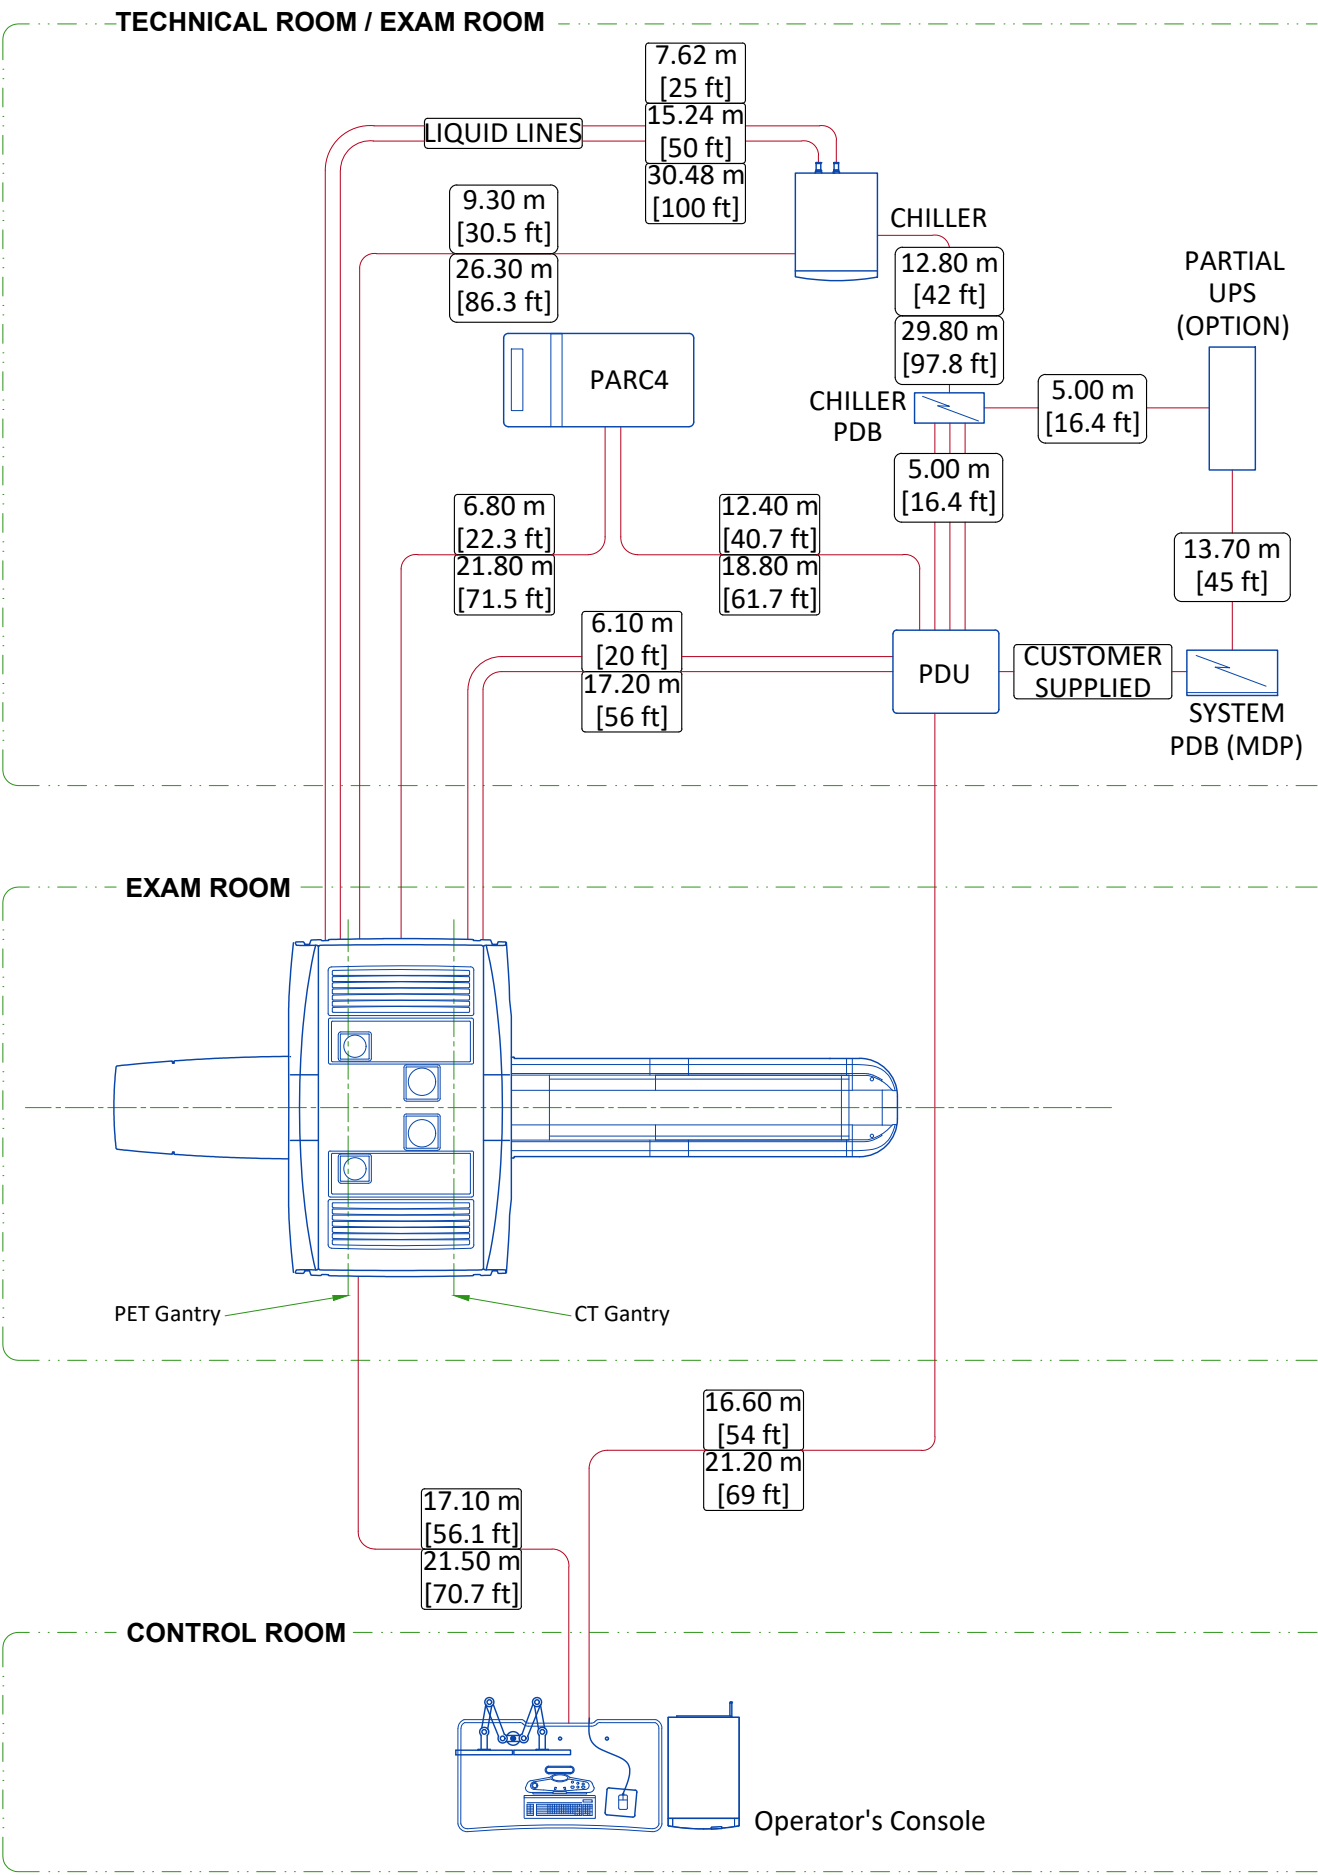 TECHNICAL ROOM / EXAM ROOM
7.62 m
[25 ft]
LIQUID LINES
15.24 m
[50 ft]
30.48 m
[100 ft]
9.30 m
[30.5 ft]
26.30 m
[86.3 ft]
CHILLER
12.80 m
[42 ft]
29.80 m
[97.8 ft]
PARTIAL
UPS
(OPTION)
PARC4
CHILLER
PDB
5.00 m
[16.4 ft]
5.00 m
[16.4 ft]
6.80 m
[22.3 ft]
21.80 m
[71.5 ft]
12.40 m
[40.7 ft]
18.80 m
[61.7 ft]
13.70 m
[45 ft]
6.10 m
[20 ft]
17.20 m
[56 ft]
PDU
CUSTOMER
SUPPLIED
SYSTEM
PDB (MDP)
EXAM ROOM
PET Gantry
CT Gantry
16.60 m
[54 ft]
21.20 m
[69 ft]
17.10 m
[56.1 ft]
21.50 m
[70.7 ft]
CONTROL ROOM
Operator's Console